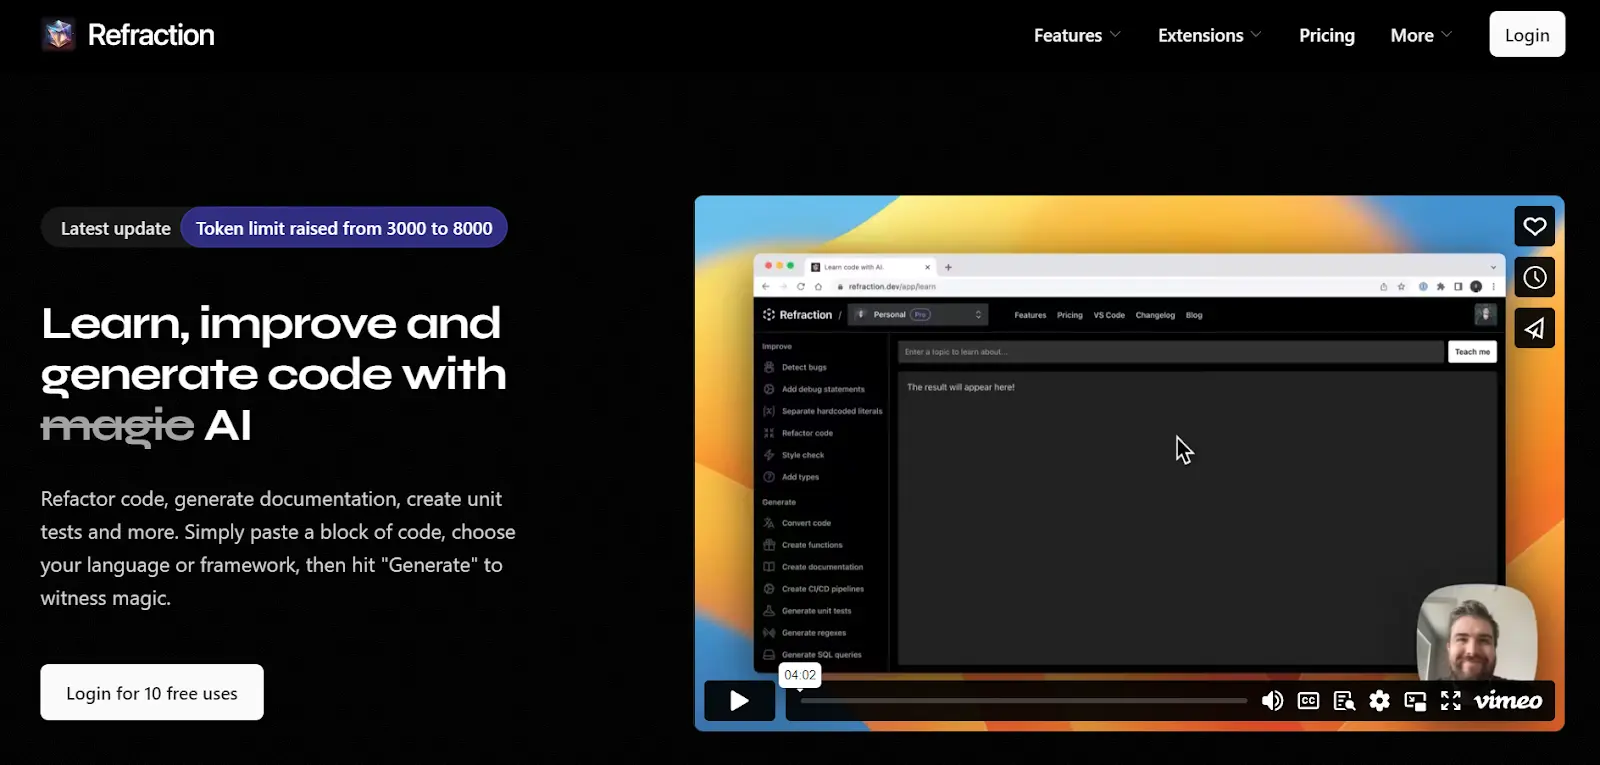 Refraction
Features
Extensions
Pricing
More
Login
Latest update
Token limit raised from 3000 to 8000
Learn, improve and
generate code with
magic AI
Refactor code, generate documentation, create unit
tests and more. Simply paste a block of code, choose
your language or framework, then hit "Generate" to
witness magic.
Login for 10 free uses
Learn code with AI.
refraction.dev/app/learn
Refraction / Personal Pro
Features
Pricing
VS Code
Changelog
Blog
Improve
Detect bugs
Add debug statements
Separate hardcoded literals
Refactor code
Style check
Add types
Generate
Convert code
Create functions
Create documentation
Create CI/CD pipelines
Generate unit tests
Generate regexes
Generate SQL queries
Enter a topic to learn about...
Teach me
The result will appear here!
04:02
CC
vimeo